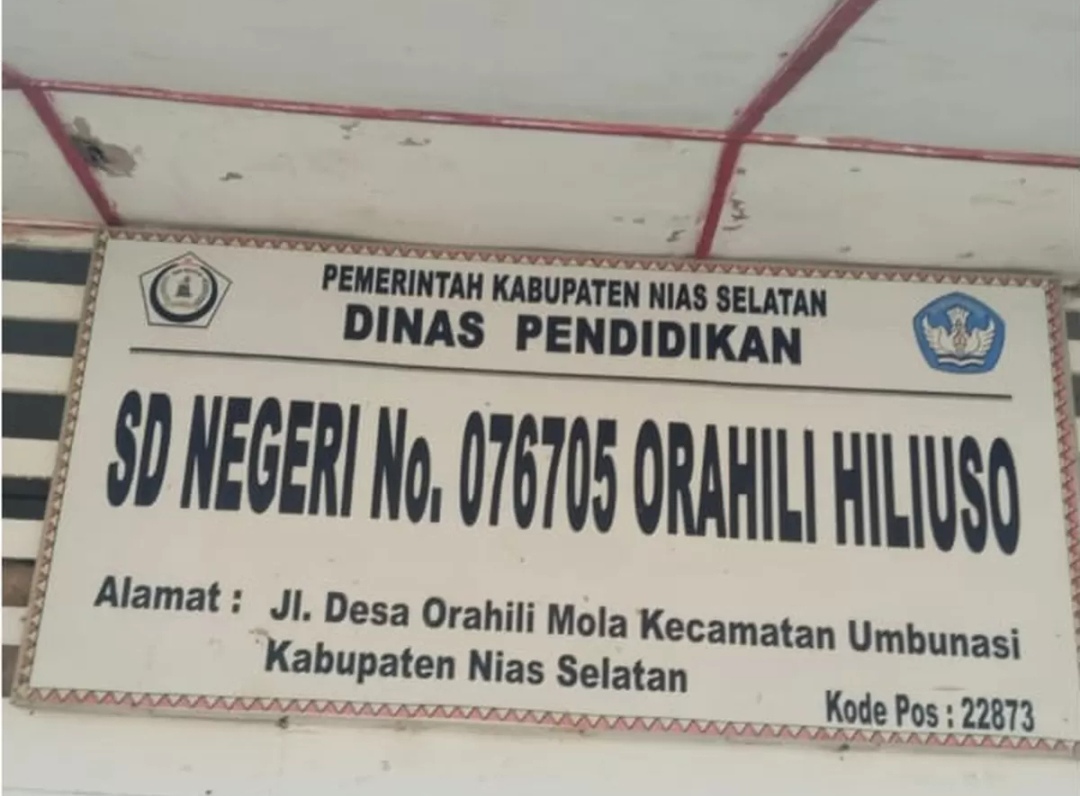 PEMERINTAH KABUPATEN NIAS SELATAN
DINAS PENDIDIKAN
SD NEGERI No. 076705 ORAHILI HILIUSO
Alamat : Jl. Desa Orahili Mola Kecamatan Umbunasi
Kabupaten Nias Selatan
Kode Pos : 22873